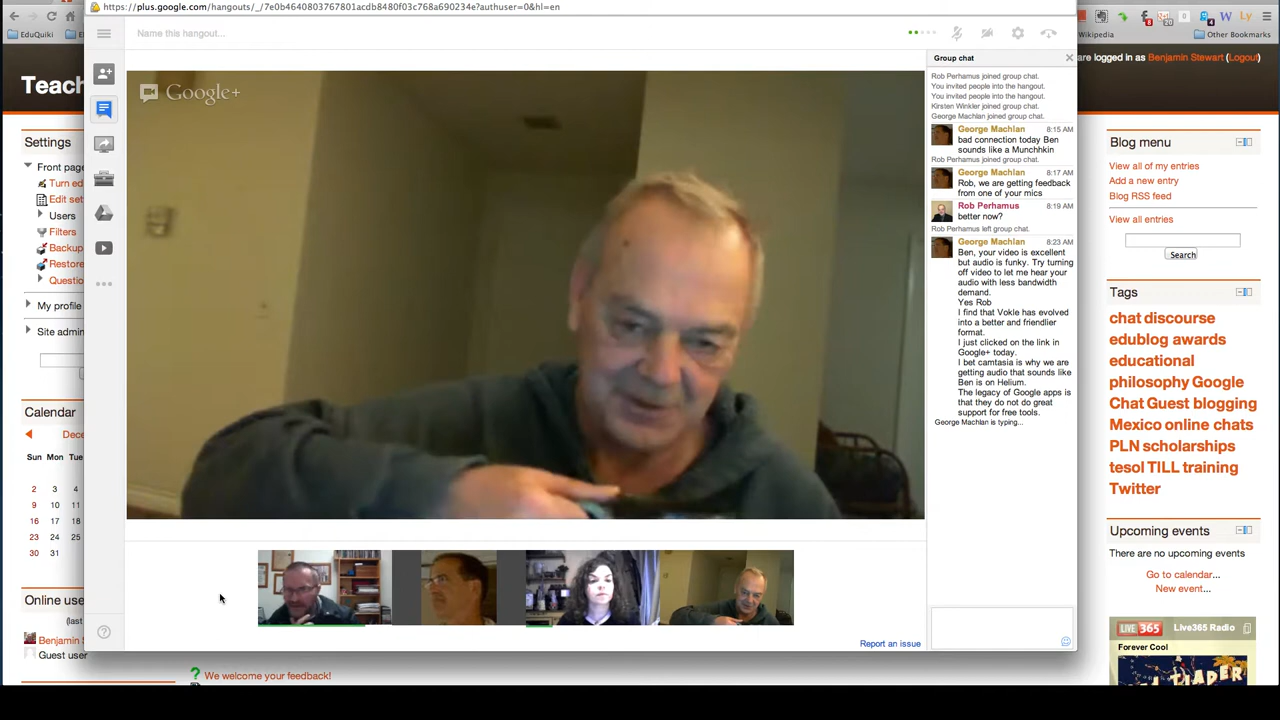 https://plus.google.com/hangouts/_/7e0b4640803767801acdb8480f03c768a690234e?authuser=0&hl=en
EduQuiki
Wikipedia
Other Bookmarks
Name this hangout...
Teach
are logged in as Benjamin Stewart (Logout)
Google+
Settings
Front page
Turn ed
Edit set
Users
Filters
Backup
Restore
Questio
My profile
Site admin
Calendar
Dece
Sun Mon Tue
2 3 4
9 10 11
16 17 18
23 24 25
30 31
Online use
(last
Benjamin S
Guest user
We welcome your feedback!
Report an issue
Group chat
Rob Perhamus joined group chat.
You invited people into the hangout.
You invited people into the hangout.
Kirsten Winkler joined group chat.
George Machlan joined group chat.
George Machlan 8:15 AM
bad connection today Ben
sounds like a Munchhkin
Rob Perhamus joined group chat.
George Machlan 8:17 AM
Rob, we are getting feedback
from one of your mics
Rob Perhamus 8:19 AM
better now?
Rob Perhamus left group chat.
George Machlan 8:23 AM
Ben, your video is excellent
but audio is funky. Try turning
off video to let me hear your
audio with less bandwidth
demand.
Yes Rob
I find that Vokle has evolved
into a better and friendlier
format.
I just clicked on the link in
Google+ today.
I bet camtasia is why we are
getting audio that sounds like
Ben is on Helium.
The legacy of Google apps is
that they do not do great
support for free tools.
George Machlan is typing...
Blog menu
View all of my entries
Add a new entry
Blog RSS feed
View all entries
Search
Tags
chat discourse
edublog awards
educational
philosophy Google
Chat Guest blogging
Mexico online chats
PLN scholarships
tesol TILL training
Twitter
Upcoming events
There are no upcoming events
Go to calendar...
New event...
LIVE365 Live365 Radio
Forever Cool